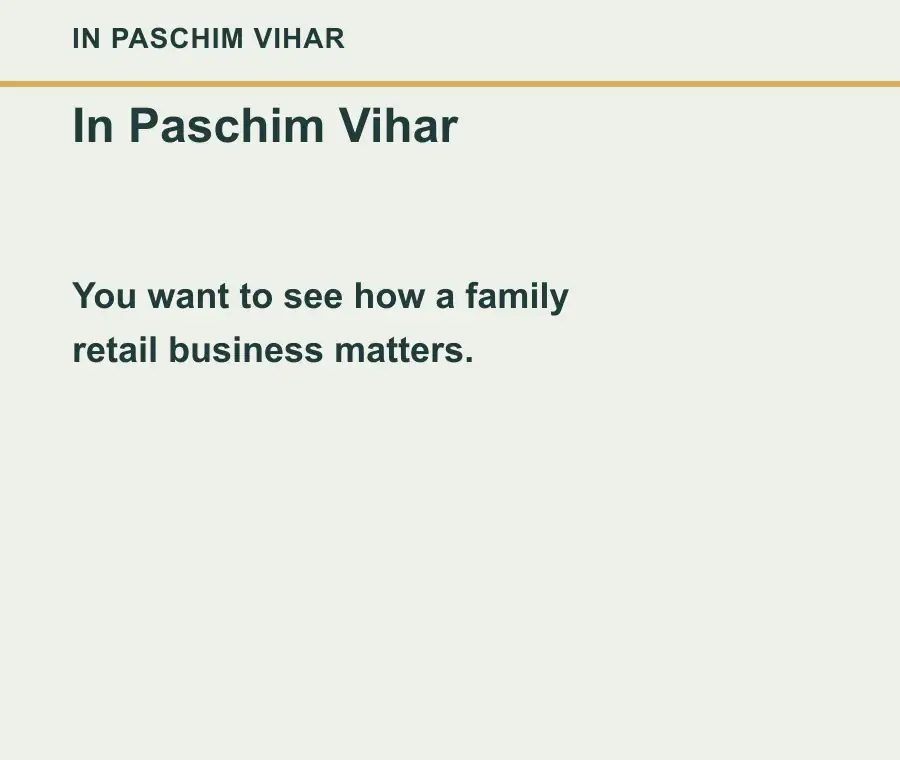 IN PASCHIM VIHAR
In Paschim Vihar
You want to see how a family
retail business matters.